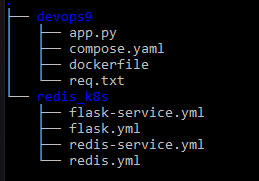 .
├── devops9
│   ├── app.py
│   ├── compose.yaml
│   ├── dockerfile
│   └── req.txt
└── redis_k8s
    ├── flask-service.yml
    ├── flask.yml
    ├── redis-service.yml
    └── redis.yml